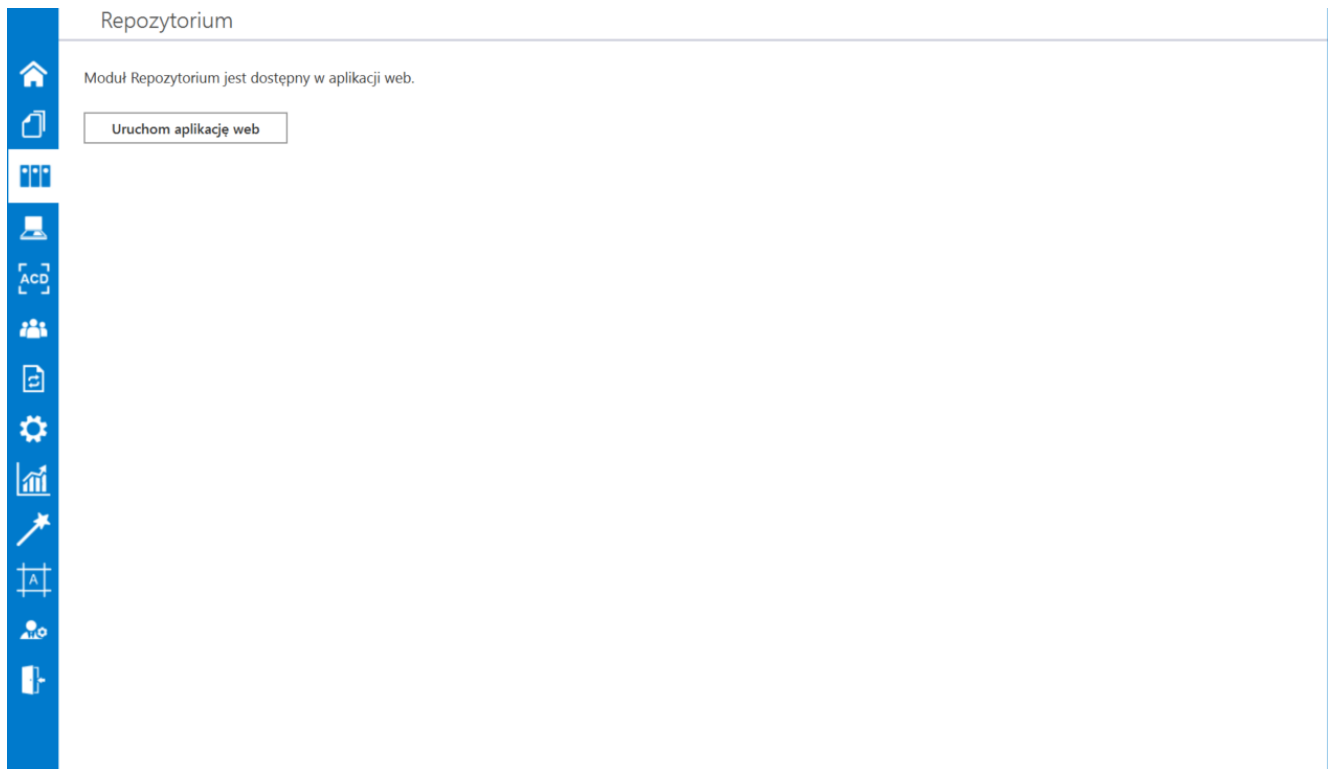 Repozytorium
Moduł Repozytorium jest dostępny w aplikacji web.
Uruchom aplikację web
ACD
A